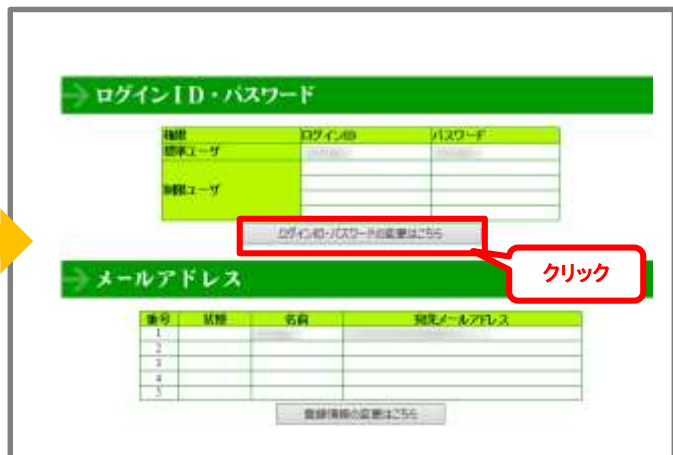 ログインID・パスワード
権限 ログインID パスワード
標準ユーザ
制限ユーザ
ログインID・パスワードの変更はこちら
クリック
メールアドレス
番号 状態 名前 宛先メールアドレス
1
2
3
4
5
登録情報の変更はこちら